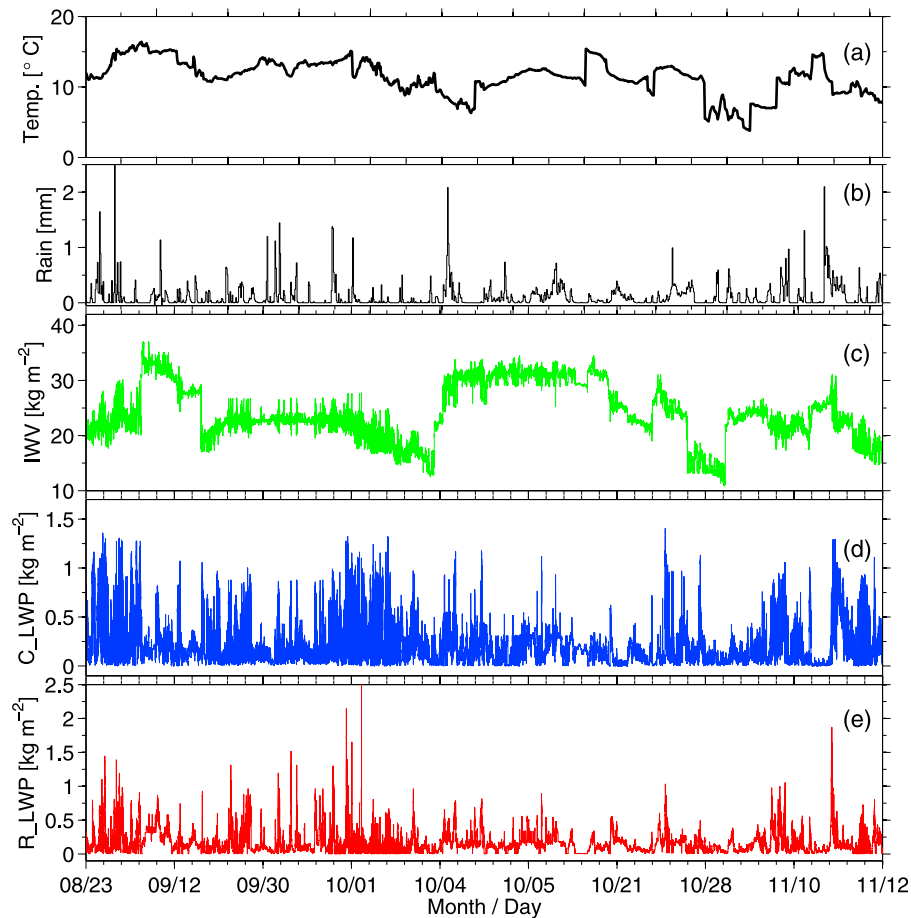 20
15
10
5
0
Temp. [° C]
(a)
2
1
0
Rain [mm]
(b)
40
30
20
10
IWV [kg m−2]
(c)
1.5
1
0.5
0
C_LWP [kg m−2]
(d)
2.5
2
1.5
1
0.5
0
R_LWP [kg m−2]
(e)
08/23 09/12 09/30 10/01 10/04 10/05 10/21 10/28 11/10 11/12
Month / Day